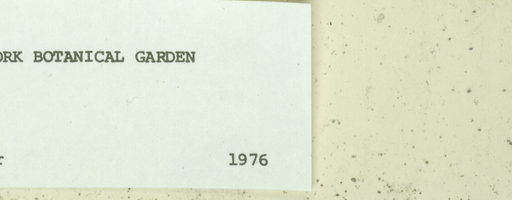 ORK BOTANICAL GARDEN
r 1976